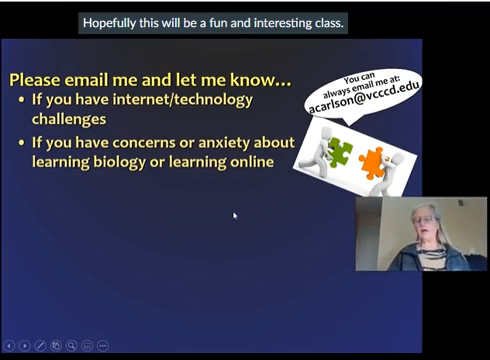 Hopefully this will be a fun and interesting class.
Please email me and let me know...
You can
always email me at:
acarlson@vcccd.edu
• If you have internet/technology
challenges
• If you have concerns or anxiety about
learning biology or learning online